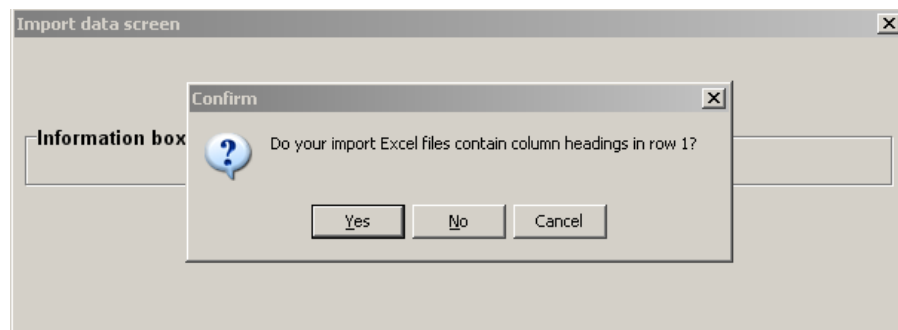 Import data screen
Confirm
Information box
Do your import Excel files contain column headings in row 1?
Yes No Cancel